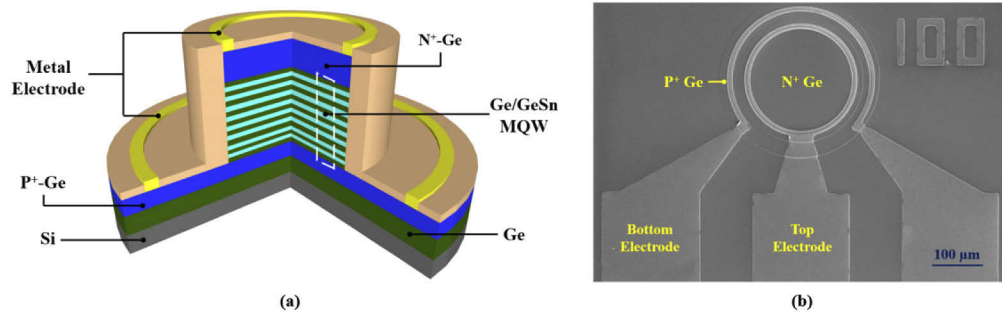 N⁺-Ge
Metal
Electrode
Ge/GeSn
MQW
P⁺-Ge
Si
Ge
(a)
100
P⁺ Ge
N⁺ Ge
Bottom
Electrode
Top
Electrode
100 μm
(b)